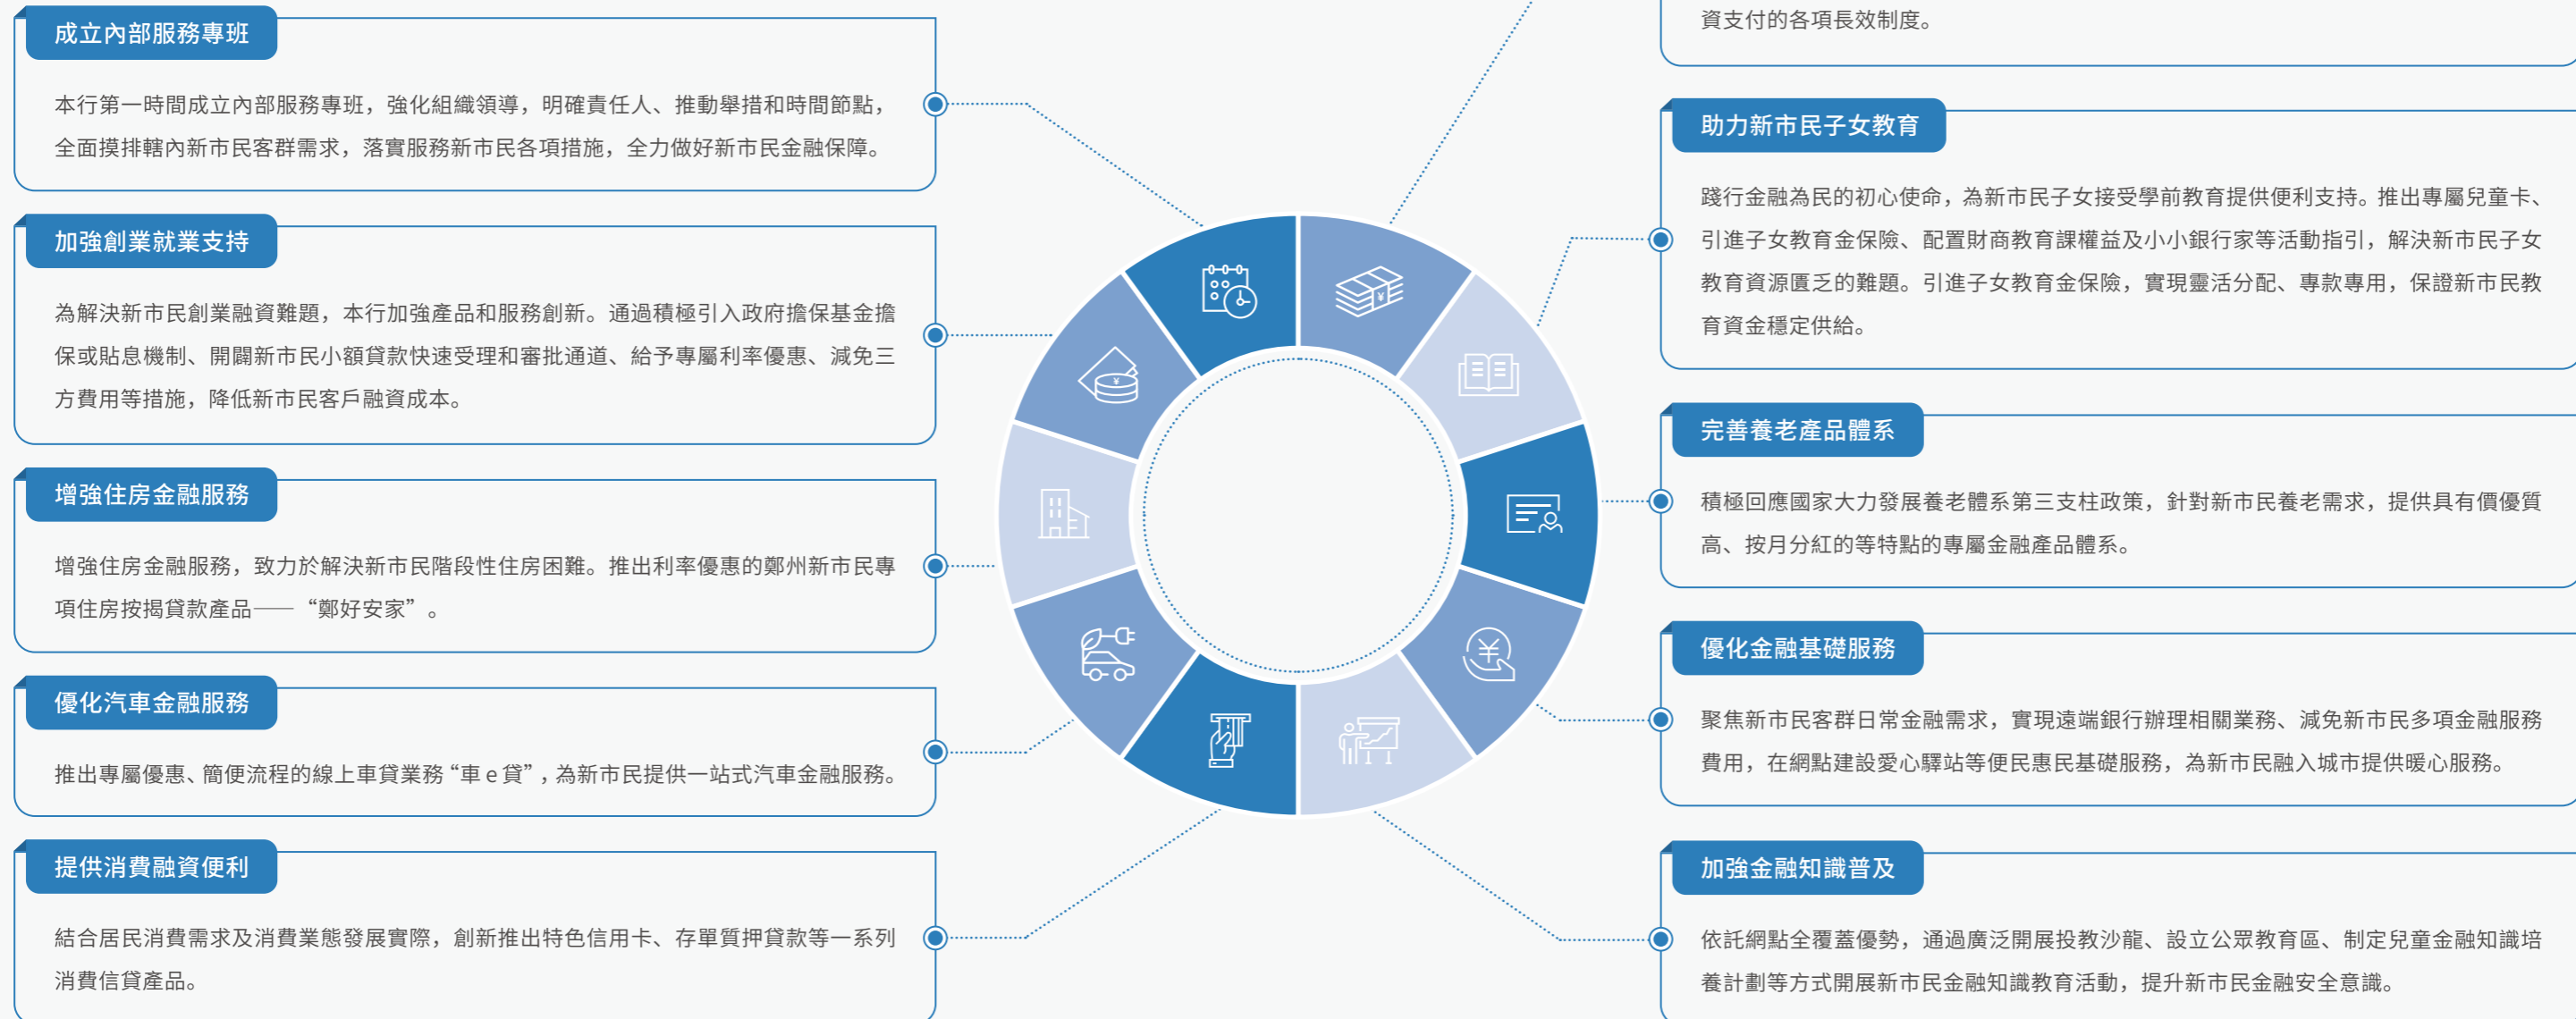 成立內部服務專班
本行第一時間成立內部服務專班，強化組織領導，明確責任人、推動舉措和時間節點，
全面摸排轄內新市民客群需求，落實服務新市民各項措施，全力做好新市民金融保障。
加強創業就業支持
為解決新市民創業融資難題，本行加強產品和服務創新。通過積極引入政府擔保基金擔
保或貼息機制、開闢新市民小額貸款快速受理和審批通道、給予專屬利率優惠、減免三
方費用等措施，降低新市民客戶融資成本。
增強住房金融服務
增強住房金融服務，致力於解決新市民階段性住房困難。推出利率優惠的鄭州新市民專
項住房按揭貸款產品——“鄭好安家”。
優化汽車金融服務
推出專屬優惠、簡便流程的線上車貸業務“車 e 貸”，為新市民提供一站式汽車金融服務。
提供消費融資便利
結合居民消費需求及消費業態發展實際，創新推出特色信用卡、存單質押貸款等一系列
消費信貸產品。
資支付的各項長效制度。
助力新市民子女教育
踐行金融為民的初心使命，為新市民子女接受學前教育提供便利支持。推出專屬兒童卡、
引進子女教育金保險、配置財商教育課權益及小小銀行家等活動指引，解決新市民子女
教育資源匱乏的難題。引進子女教育金保險，實現靈活分配、專款專用，保證新市民教
育資金穩定供給。
完善養老產品體系
積極回應國家大力發展養老體系第三支柱政策，針對新市民養老需求，提供具有價優質
高、按月分紅的等特點的專屬金融產品體系。
優化金融基礎服務
聚焦新市民客群日常金融需求，實現遠端銀行辦理相關業務、減免新市民多項金融服務
費用，在網點建設愛心驛站等便民惠民基礎服務，為新市民融入城市提供暖心服務。
加強金融知識普及
依託網點全覆蓋優勢，通過廣泛開展投教沙龍、設立公眾教育區、制定兒童金融知識培
養計劃等方式開展新市民金融知識教育活動，提升新市民金融安全意識。